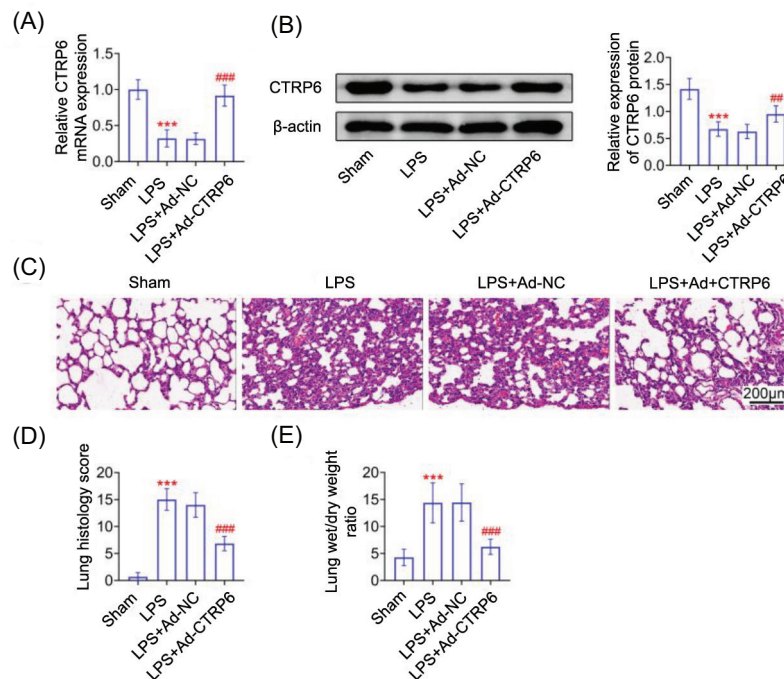 (A)
Relative CTRP6
mRNA expression
1.5
1.0
0.5
0.0
***
###
Sham
LPS
LPS+Ad-NC
LPS+Ad-CTRP6
(B)
CTRP6
β-actin
Sham
LPS
LPS+Ad-NC
LPS+Ad-CTRP6
Relative expression
of CTRP6 protein
2.0
1.5
1.0
0.5
0.0
***
##
Sham
LPS
LPS+Ad-NC
LPS+Ad-CTRP6
(C)
Sham
LPS
LPS+Ad-NC
LPS+Ad+CTRP6
200μm
(D)
Lung histology score
20
15
10
5
0
***
###
Sham
LPS
LPS+Ad-NC
LPS+Ad-CTRP6
(E)
Lung wet/dry weight
ratio
20
15
10
5
0
***
###
Sham
LPS
LPS+Ad-NC
LPS+Ad-CTRP6